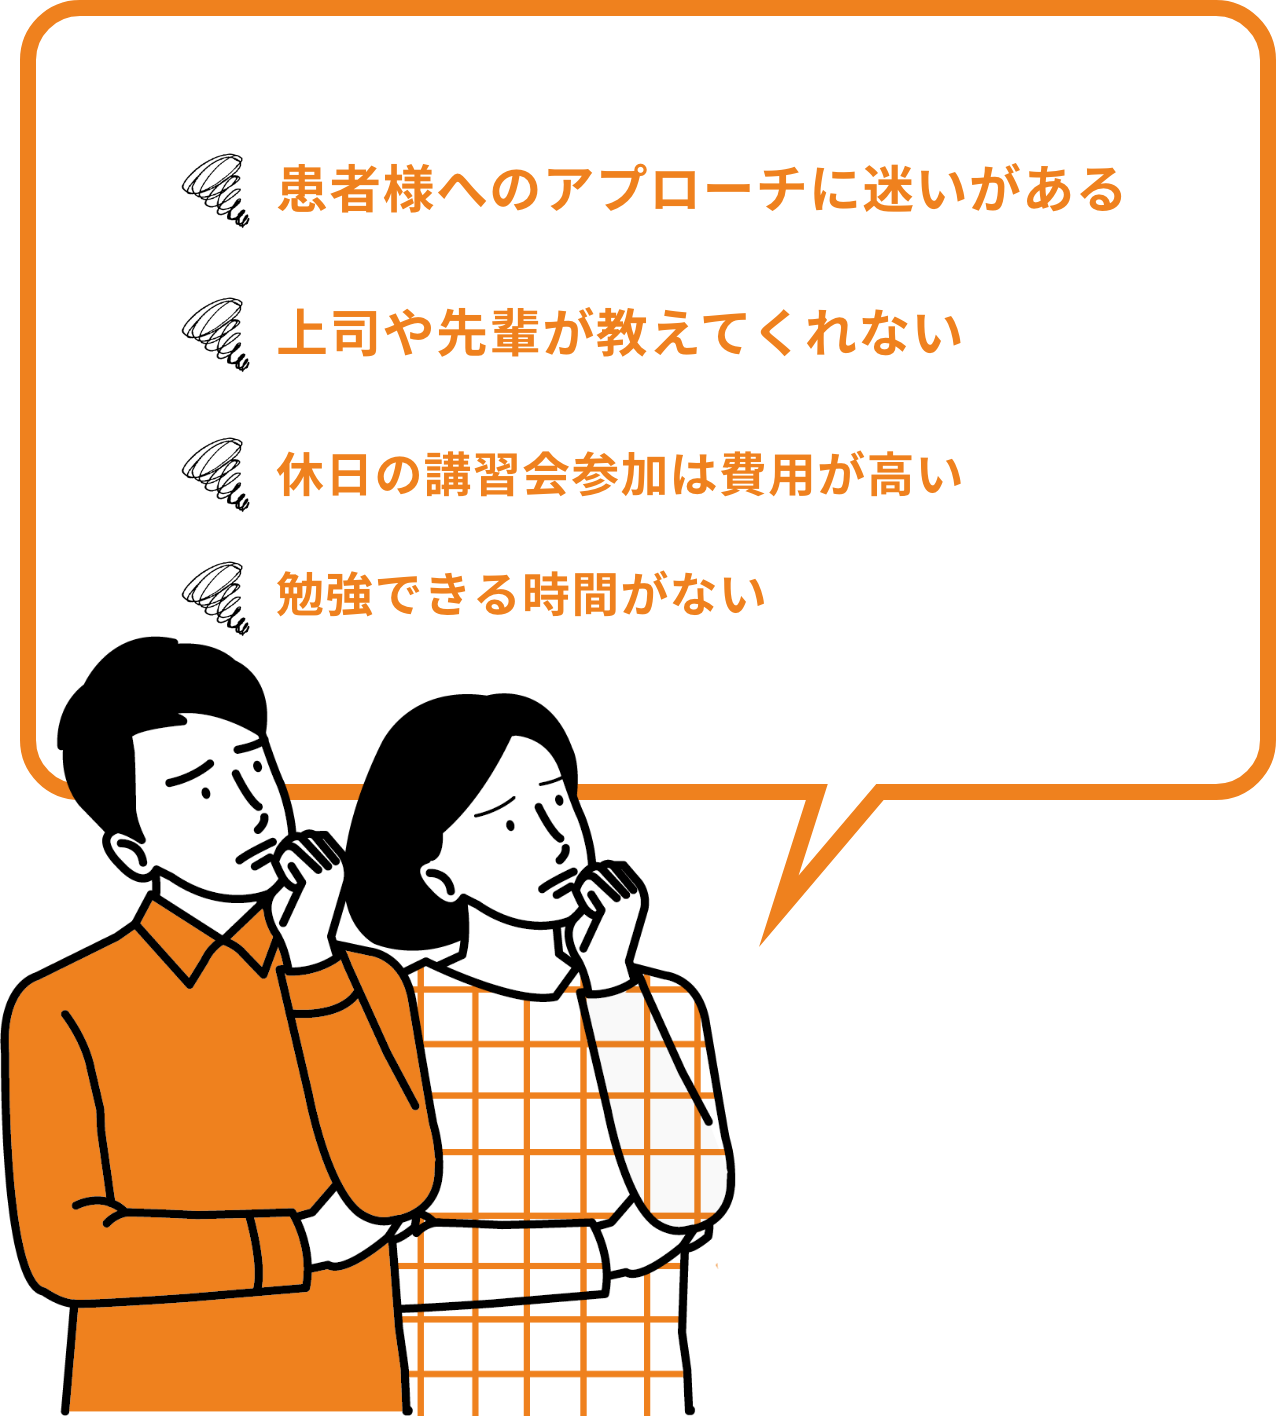 患者様へのアプローチに迷いがある
上司や先輩が教えてくれない
休日の講習会参加は費用が高い
勉強できる時間がない